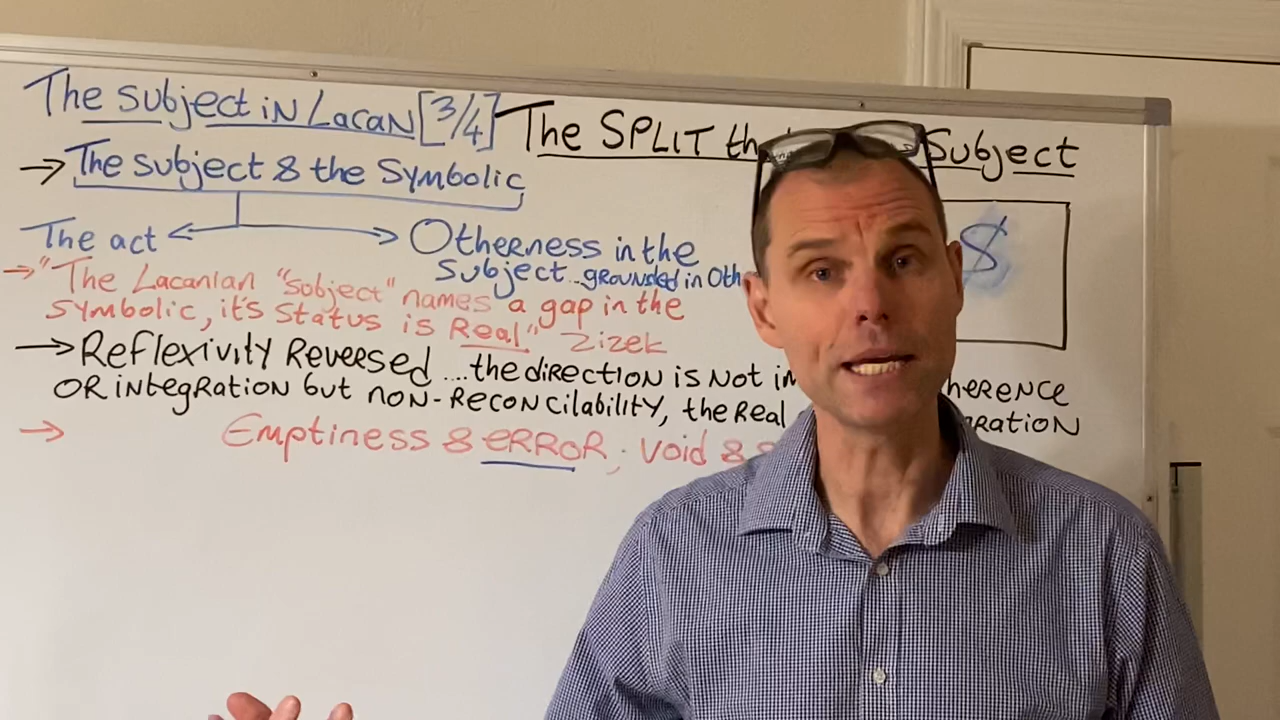 The subject in Lacan [3/4]
The SPLIT th Subject
→ The subject & the Symbolic
$
The act ← → Otherness in the
subject ...grounded in Oth
→ "The Lacanian "subject" names a gap in the
symbolic, it's status is Real" Zizek
→ Reflexivity Reversed ...the direction is not in herence
OR integration but non-reconcilability, the Real ration
→ Emptiness & ERROR; void &